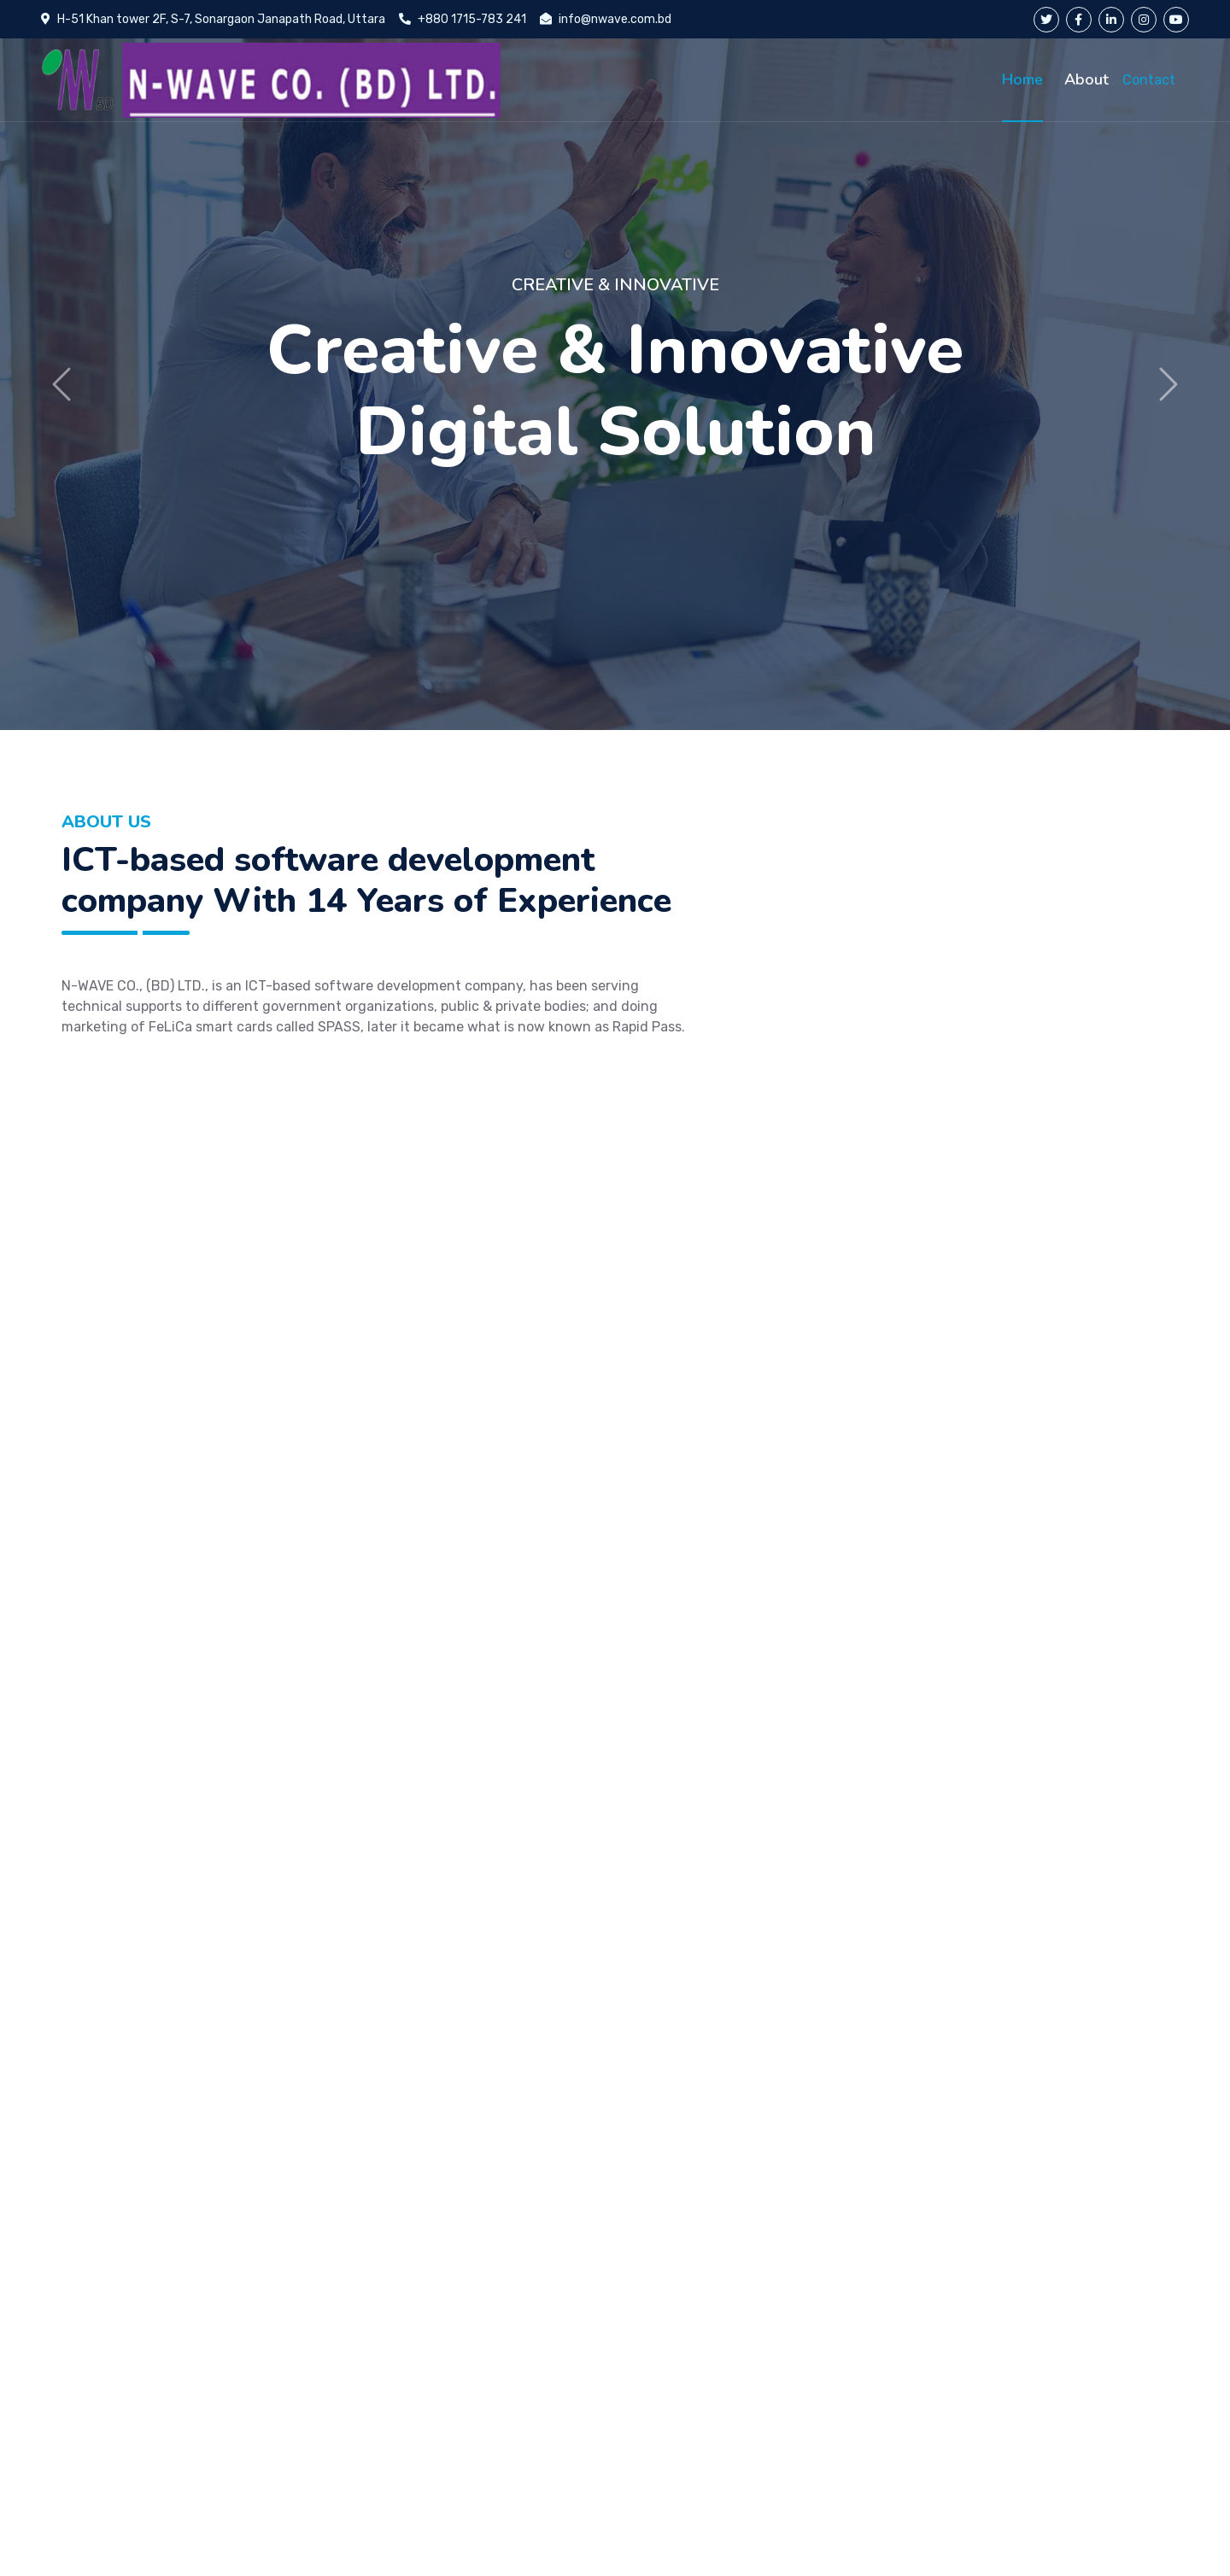 H-51 Khan tower 2F, S-7, Sonargaon Janapath Road, Uttara
+880 1715-783 241
info@nwave.com.bd
N-WAVE CO. (BD) LTD.
Home
About
Contact
CREATIVE & INNOVATIVE
Creative & Innovative
Digital Solution
ABOUT US
ICT-based software development
company With 14 Years of Experience
N-WAVE CO., (BD) LTD., is an ICT-based software development company, has been serving
technical supports to different government organizations, public & private bodies; and doing
marketing of FeLiCa smart cards called SPASS, later it became what is now known as Rapid Pass.